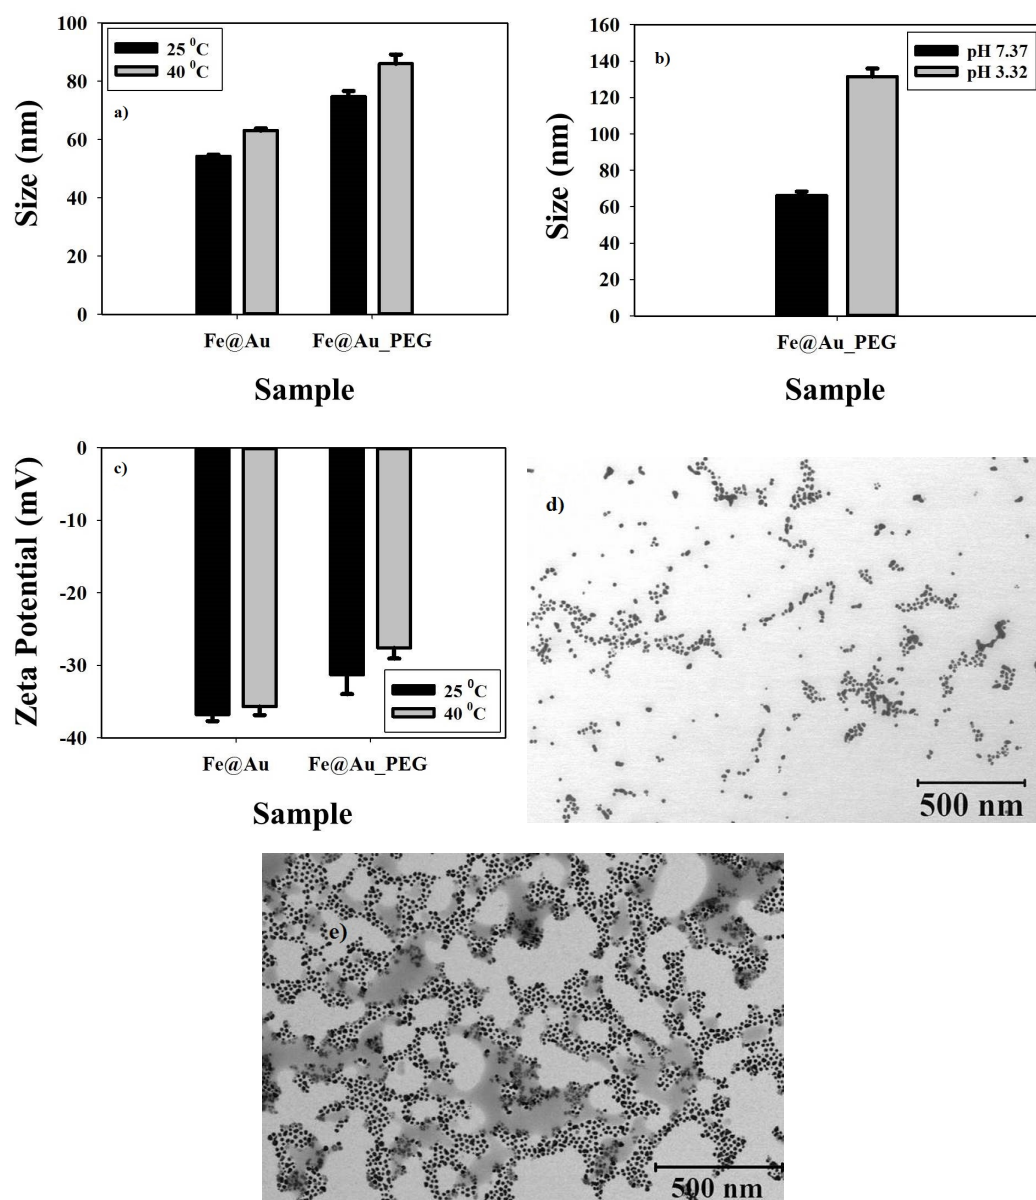 100
80
60
40
20
0
Size (nm)
25 ⁰C
40 ⁰C
a)
Fe@Au Fe@Au_PEG
Sample
160
140
120
100
80
60
40
20
0
Size (nm)
b)
pH 7.37
pH 3.32
Fe@Au_PEG
Sample
0
-10
-20
-30
-40
Zeta Potential (mV)
c)
25 ⁰C
40 ⁰C
Fe@Au Fe@Au_PEG
Sample
d)
500 nm
e)
500 nm